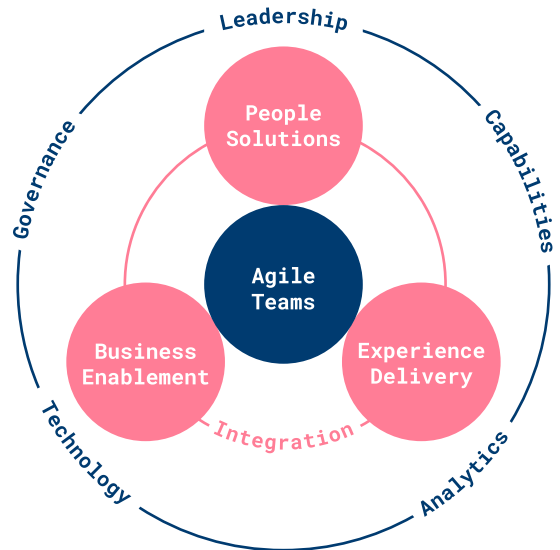 Leadership
People
Solutions
Governance
Capabilities
Agile
Teams
Business
Enablement
Experience
Delivery
Integration
Technology
Analytics